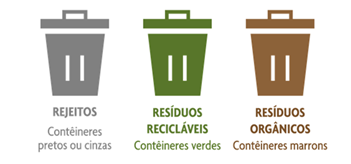 REJEITOS
Contêineres
pretos ou cinzas
RESÍDUOS
RECICLÁVEIS
Contêineres verdes
RESÍDUOS
ORGÂNICOS
Contêineres marrons